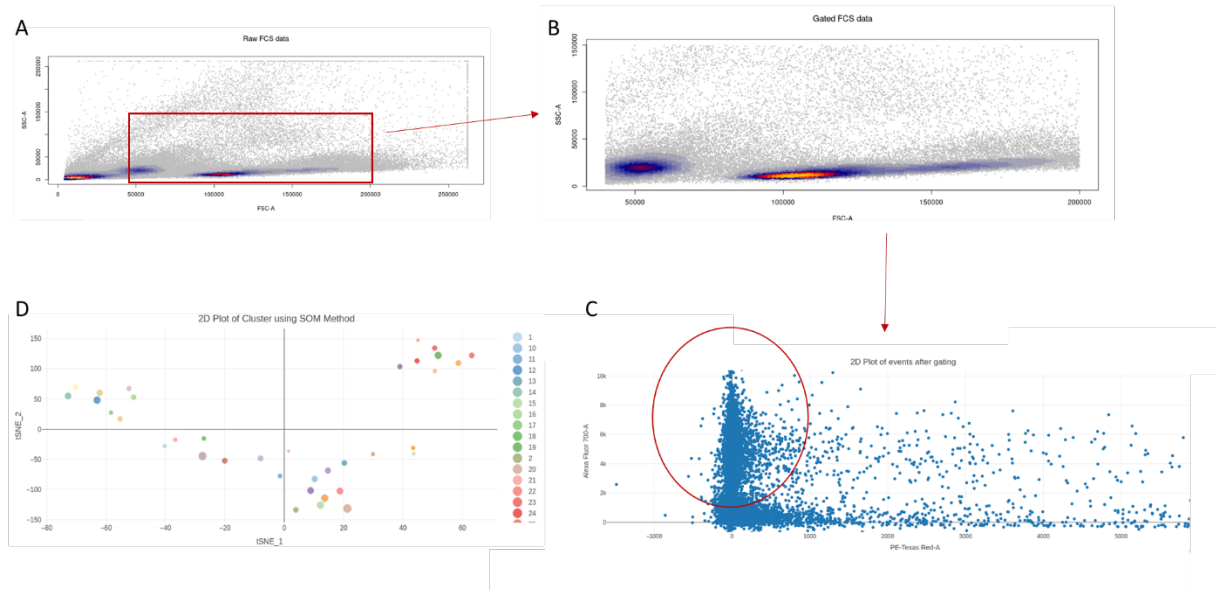 A
Raw FCS data
SSC-A
200000
150000
100000
50000
0
0 50000 100000 150000 200000 250000
FSC-A
B
Gated FCS data
SSC-A
150000
100000
50000
0
50000 100000 150000 200000
FSC-A
D
2D Plot of Cluster using SOM Method
tSNE_2
150
100
50
0
−50
−100
−150
−80 −60 −40 −20 0 20 40 60
tSNE_1
1
10
11
12
13
14
15
16
17
18
19
2
20
21
22
23
24
C
2D Plot of events after gating
Alexa Fluor 700-A
10k
8k
6k
4k
2k
0
−1000 0 1000 2000 3000 4000 5000
PE-Texas Red-A